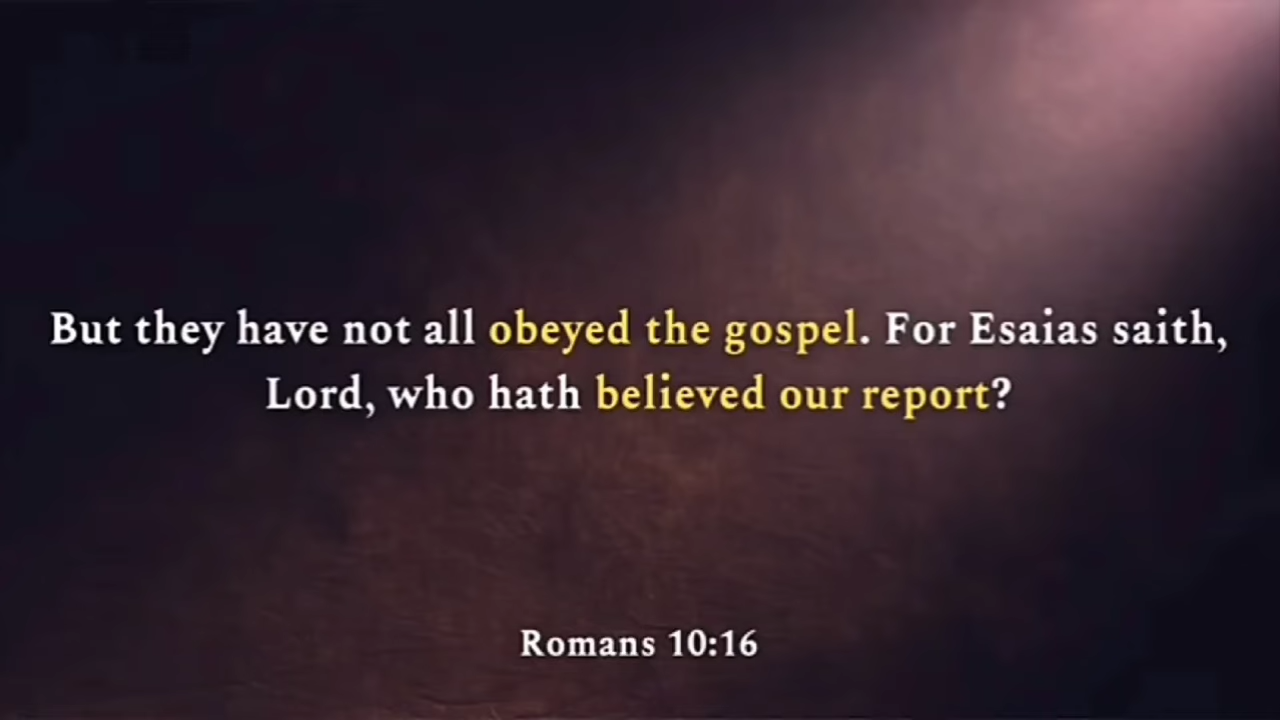 But they have not all obeyed the gospel. For Esaias saith,
Lord, who hath believed our report?
Romans 10:16